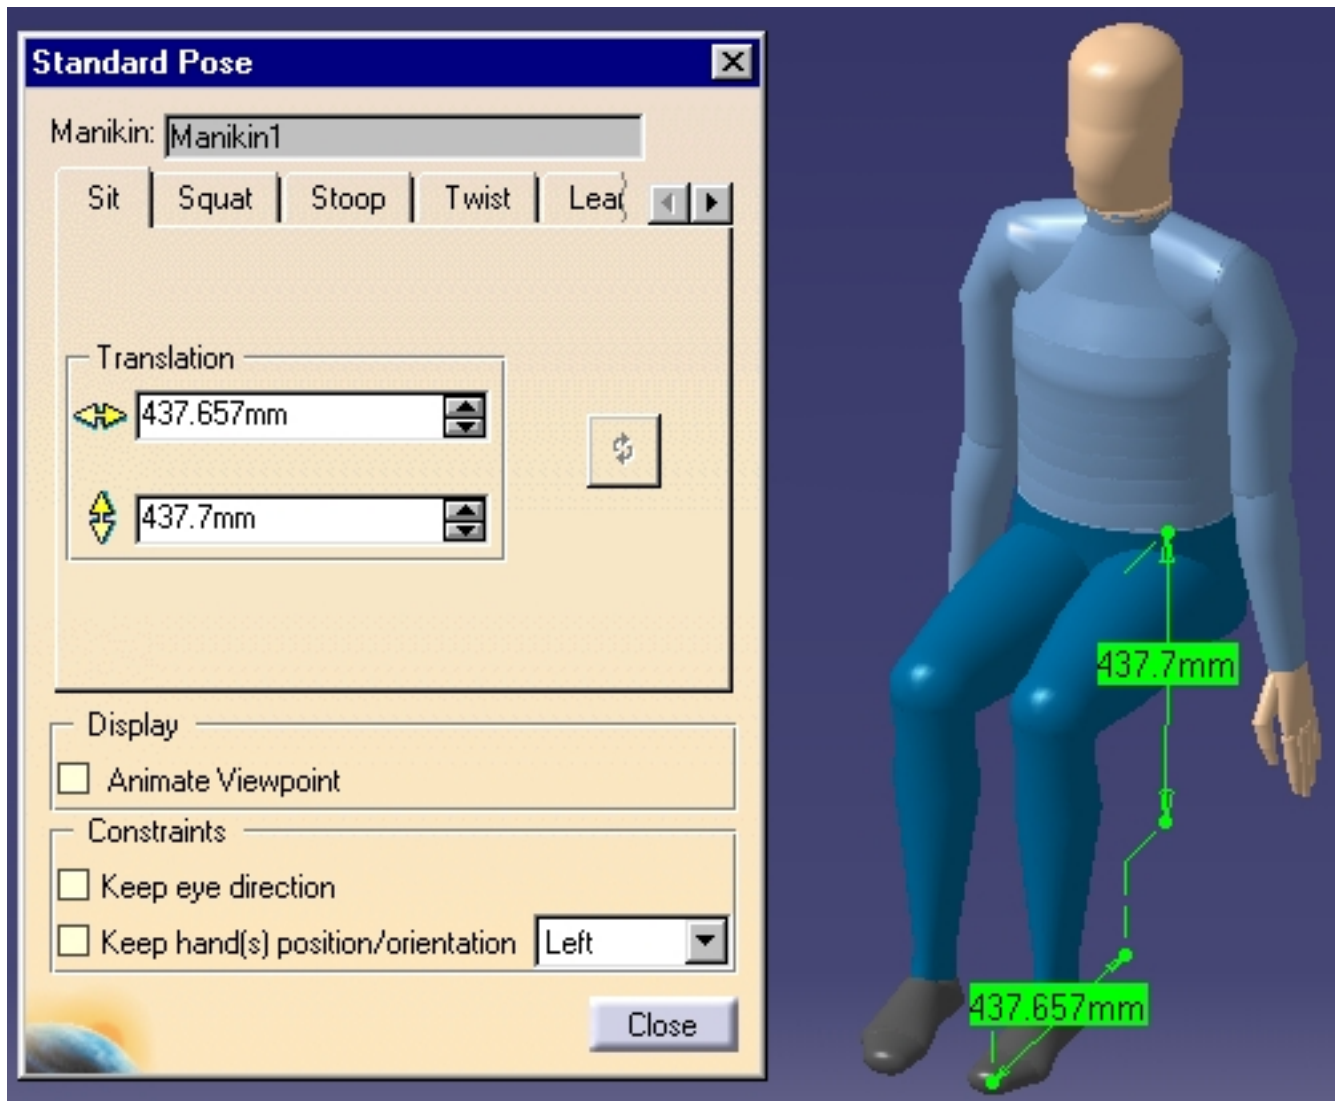 Standard Pose
Manikin: Manikin1
Sit Squat Stoop Twist Lear
Translation
437.657mm
437.7mm
Display
Animate Viewpoint
Constraints
Keep eye direction
Keep hand(s) position/orientation Left
Close
437.7mm
437.657mm